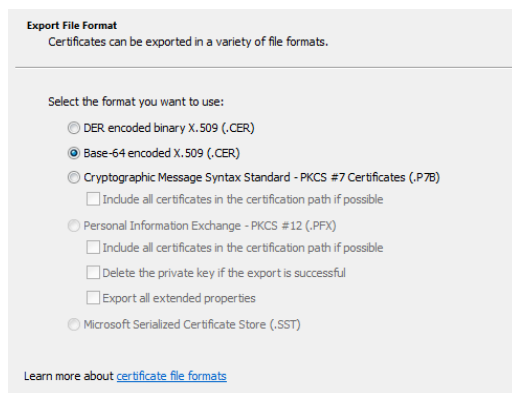 Export File Format
Certificates can be exported in a variety of file formats.
Select the format you want to use:
DER encoded binary X.509 (.CER)
Base-64 encoded X.509 (.CER)
Cryptographic Message Syntax Standard - PKCS #7 Certificates (.P7B)
Include all certificates in the certification path if possible
Personal Information Exchange - PKCS #12 (.PFX)
Include all certificates in the certification path if possible
Delete the private key if the export is successful
Export all extended properties
Microsoft Serialized Certificate Store (.SST)
Learn more about certificate file formats